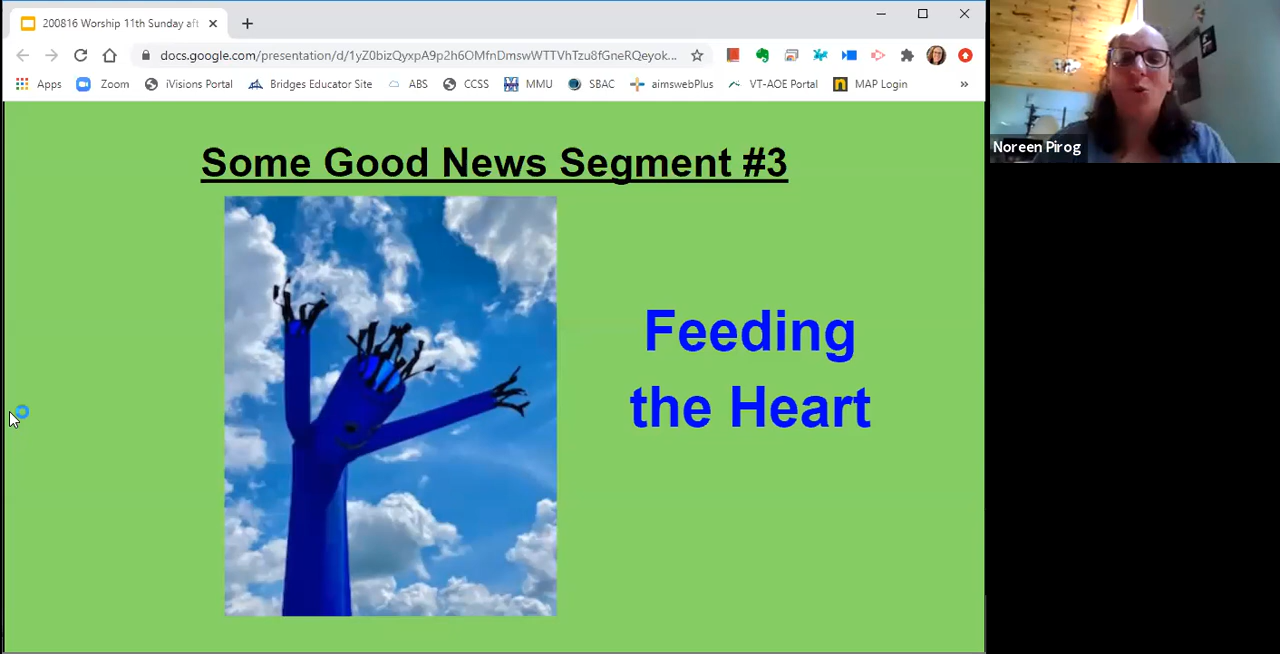 200816 Worship 11th Sunday aft
docs.google.com/presentation/d/1yZ0bizQyxpA9p2h6OMfnDmswWTTVhTzu8fGneRQeyok...
Apps Zoom iVisions Portal Bridges Educator Site ABS CCSS MMU SBAC aimswebPlus VT-AOE Portal MAP Login »
Noreen Pirog
Some Good News Segment #3
Feeding
the Heart